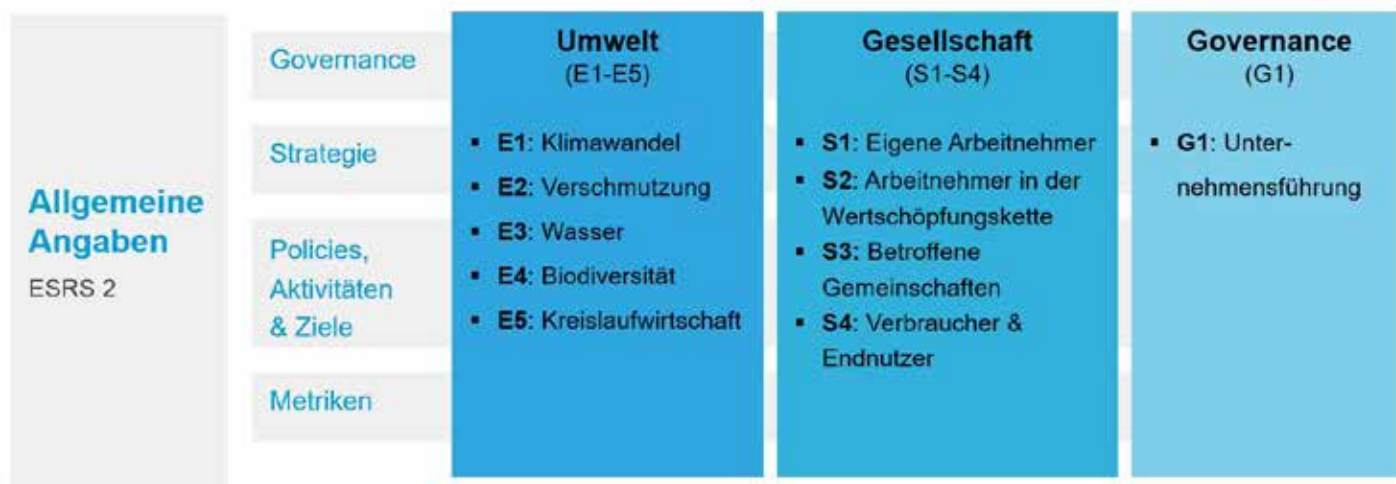 Allgemeine
Angaben
ESRS 2
Governance
Strategie
Policies,
Aktivitäten
& Ziele
Metriken
Umwelt
(E1-E5)
▪ E1: Klimawandel
▪ E2: Verschmutzung
▪ E3: Wasser
▪ E4: Biodiversität
▪ E5: Kreislaufwirtschaft
Gesellschaft
(S1-S4)
▪ S1: Eigene Arbeitnehmer
▪ S2: Arbeitnehmer in der
Wertschöpfungskette
▪ S3: Betroffene
Gemeinschaften
▪ S4: Verbraucher &
Endnutzer
Governance
(G1)
▪ G1: Unter-
nehmensführung